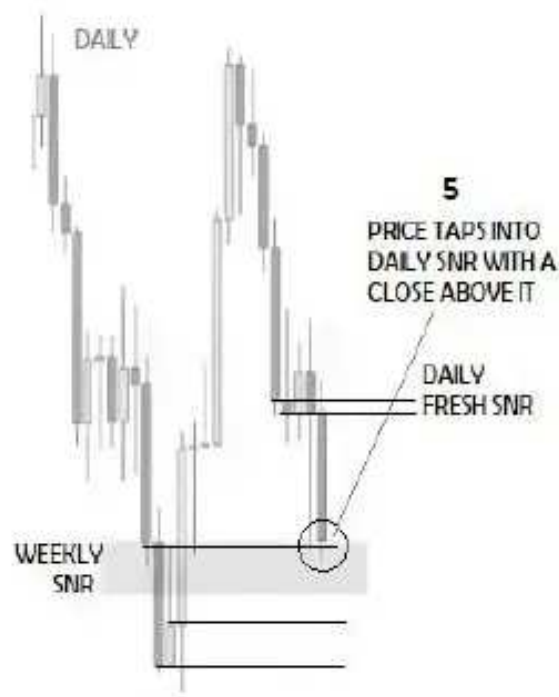 DAILY
5
PRICE TAPS INTO
DAILY SNR WITH A
CLOSE ABOVE IT
DAILY
FRESH SNR
WEEKLY
SNR